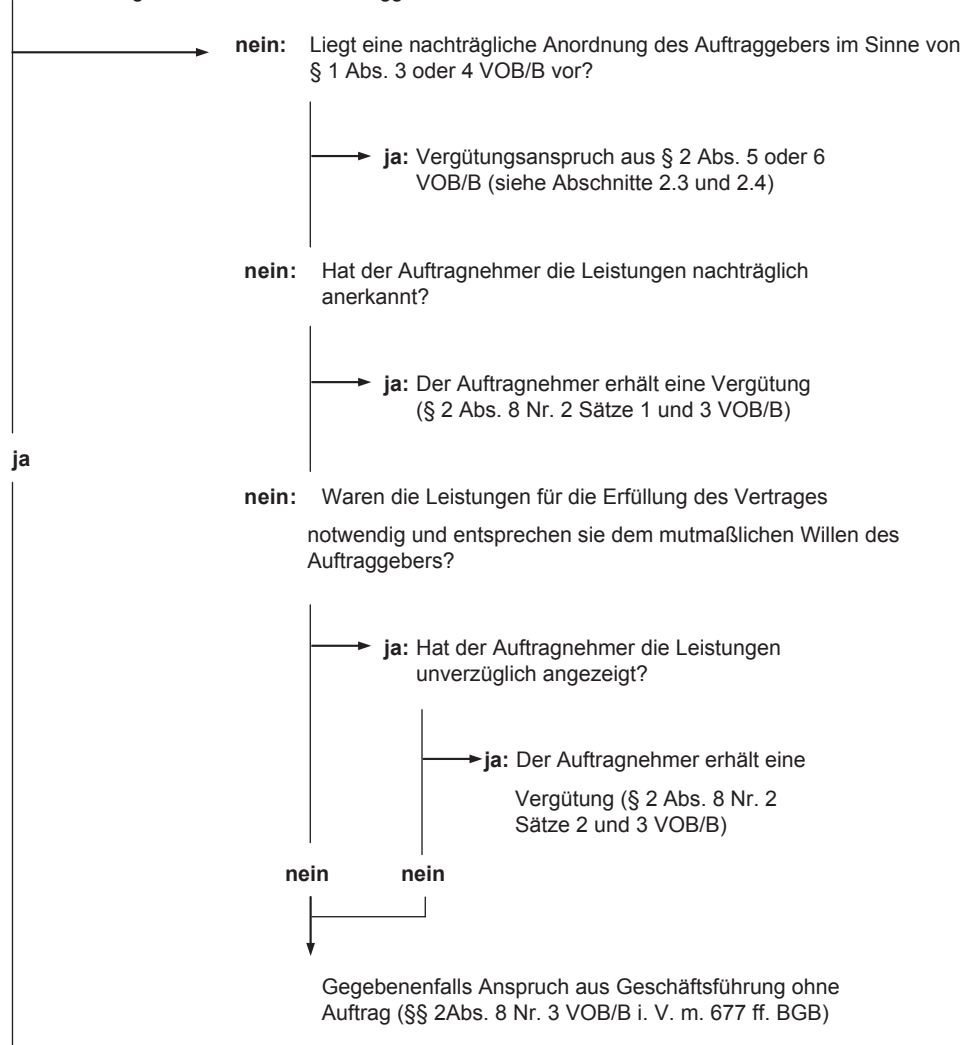 nein: Liegt eine nachträgliche Anordnung des Auftraggebers im Sinne von
§ 1 Abs. 3 oder 4 VOB/B vor?
ja: Vergütungsanspruch aus § 2 Abs. 5 oder 6
VOB/B (siehe Abschnitte 2.3 und 2.4)
nein: Hat der Auftragnehmer die Leistungen nachträglich
anerkannt?
ja: Der Auftragnehmer erhält eine Vergütung
(§ 2 Abs. 8 Nr. 2 Sätze 1 und 3 VOB/B)
ja
nein: Waren die Leistungen für die Erfüllung des Vertrages
notwendig und entsprechen sie dem mutmaßlichen Willen des
Auftraggebers?
ja: Hat der Auftragnehmer die Leistungen
unverzüglich angezeigt?
ja: Der Auftragnehmer erhält eine
Vergütung (§ 2 Abs. 8 Nr. 2
Sätze 2 und 3 VOB/B)
nein nein
Gegebenenfalls Anspruch aus Geschäftsführung ohne
Auftrag (§§ 2Abs. 8 Nr. 3 VOB/B i. V. m. 677 ff. BGB)